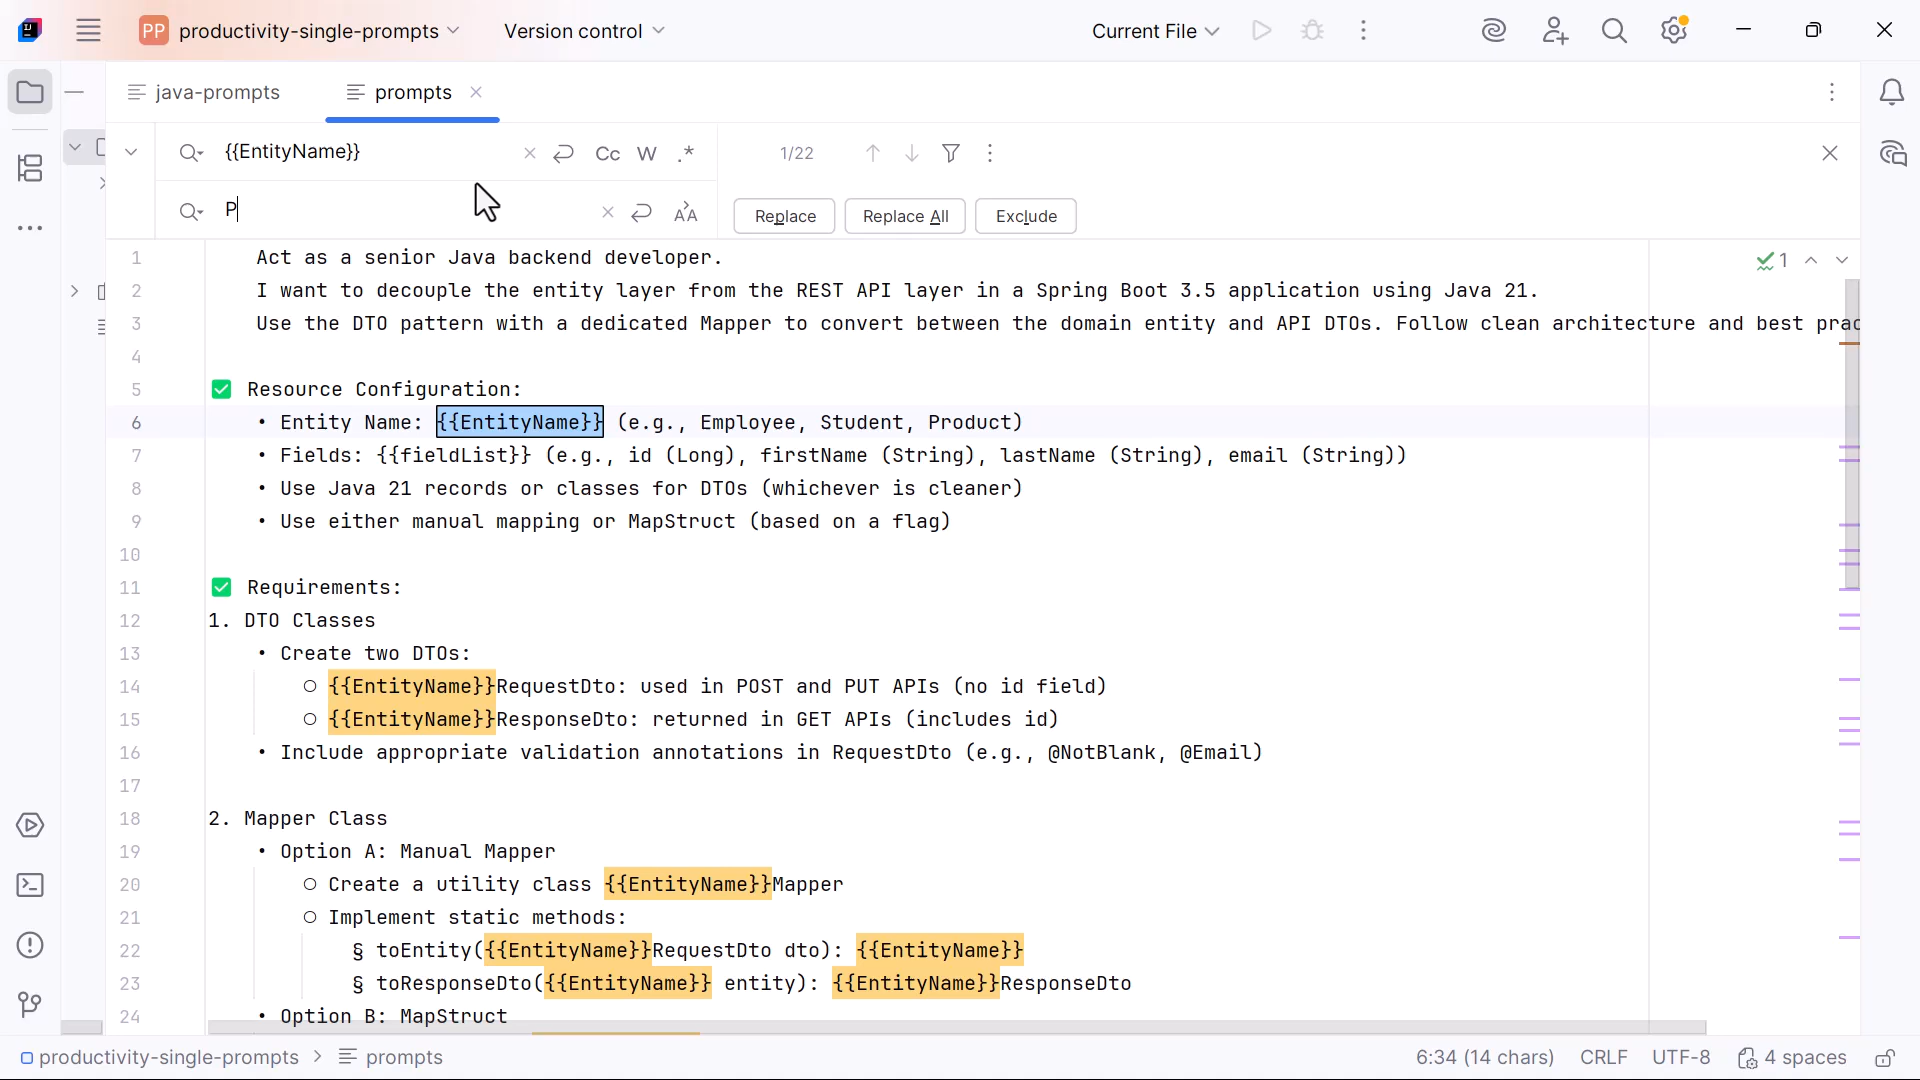 PP productivity-single-prompts Version control Current File
java-prompts prompts
{{EntityName}} Cc W .* 1/22
P Replace Replace All Exclude
1 Act as a senior Java backend developer. 1
2 I want to decouple the entity layer from the REST API layer in a Spring Boot 3.5 application using Java 21.
3 Use the DTO pattern with a dedicated Mapper to convert between the domain entity and API DTOs. Follow clean architecture and best prac
4
5 ✅ Resource Configuration:
6 • Entity Name: {{EntityName}} (e.g., Employee, Student, Product)
7 • Fields: {{fieldList}} (e.g., id (Long), firstName (String), lastName (String), email (String))
8 • Use Java 21 records or classes for DTOs (whichever is cleaner)
9 • Use either manual mapping or MapStruct (based on a flag)
10
11 ✅ Requirements:
12 1. DTO Classes
13 • Create two DTOs:
14 ○ {{EntityName}}RequestDto: used in POST and PUT APIs (no id field)
15 ○ {{EntityName}}ResponseDto: returned in GET APIs (includes id)
16 • Include appropriate validation annotations in RequestDto (e.g., @NotBlank, @Email)
17
18 2. Mapper Class
19 • Option A: Manual Mapper
20 ○ Create a utility class {{EntityName}}Mapper
21 ○ Implement static methods:
22 § toEntity({{EntityName}}RequestDto dto): {{EntityName}}
23 § toResponseDto({{EntityName}} entity): {{EntityName}}ResponseDto
24 • Option B: MapStruct
productivity-single-prompts > prompts 6:34 (14 chars) CRLF UTF-8 4 spaces